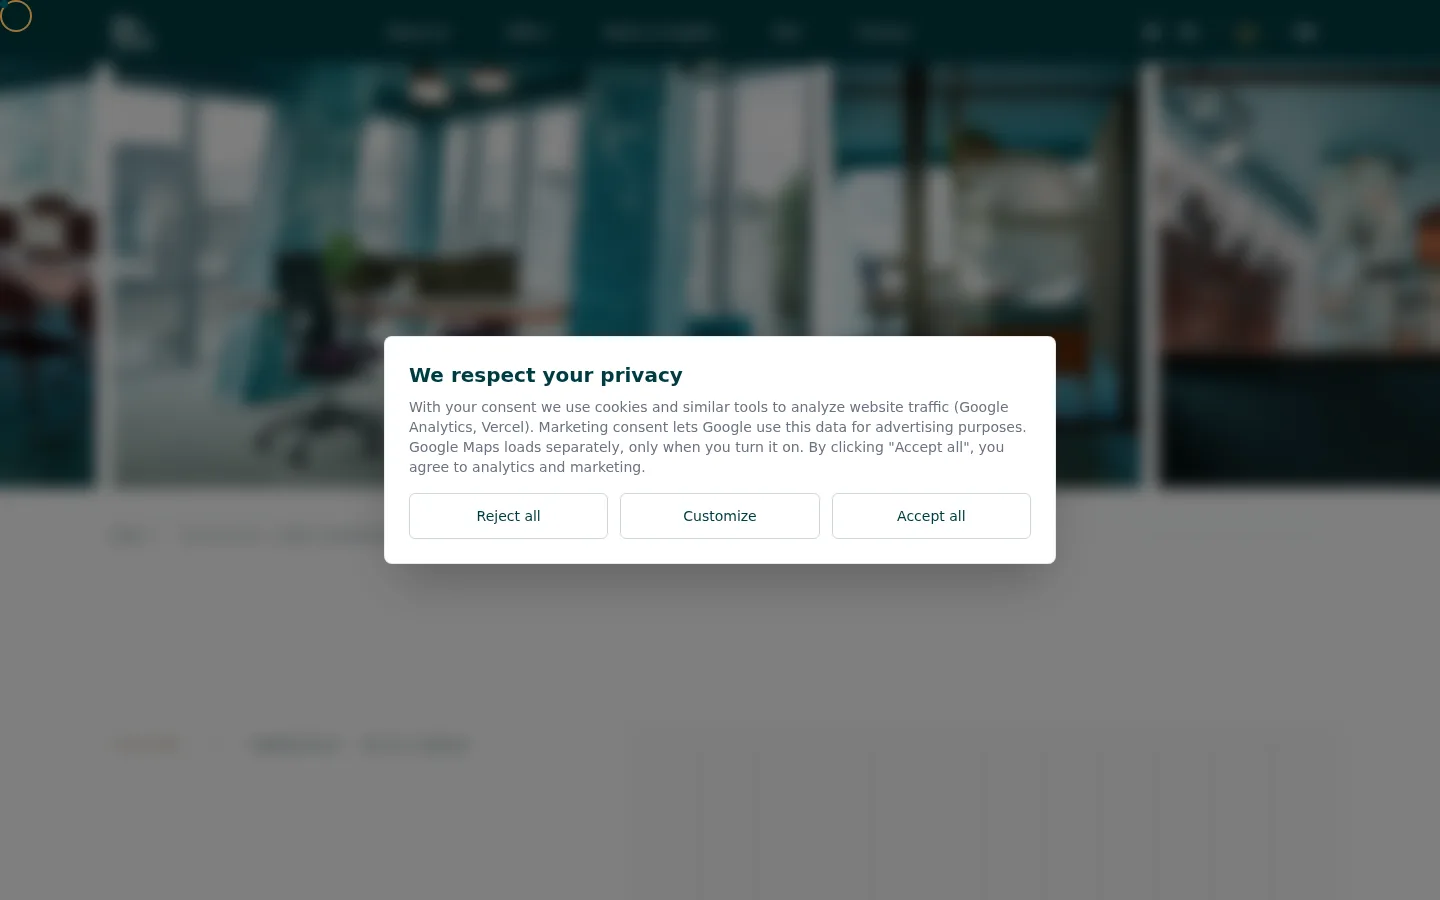 We respect your privacy
With your consent we use cookies and similar tools to analyze website traffic (Google
Analytics, Vercel). Marketing consent lets Google use this data for advertising purposes.
Google Maps loads separately, only when you turn it on. By clicking "Accept all", you
agree to analytics and marketing.
Reject all
Customize
Accept all